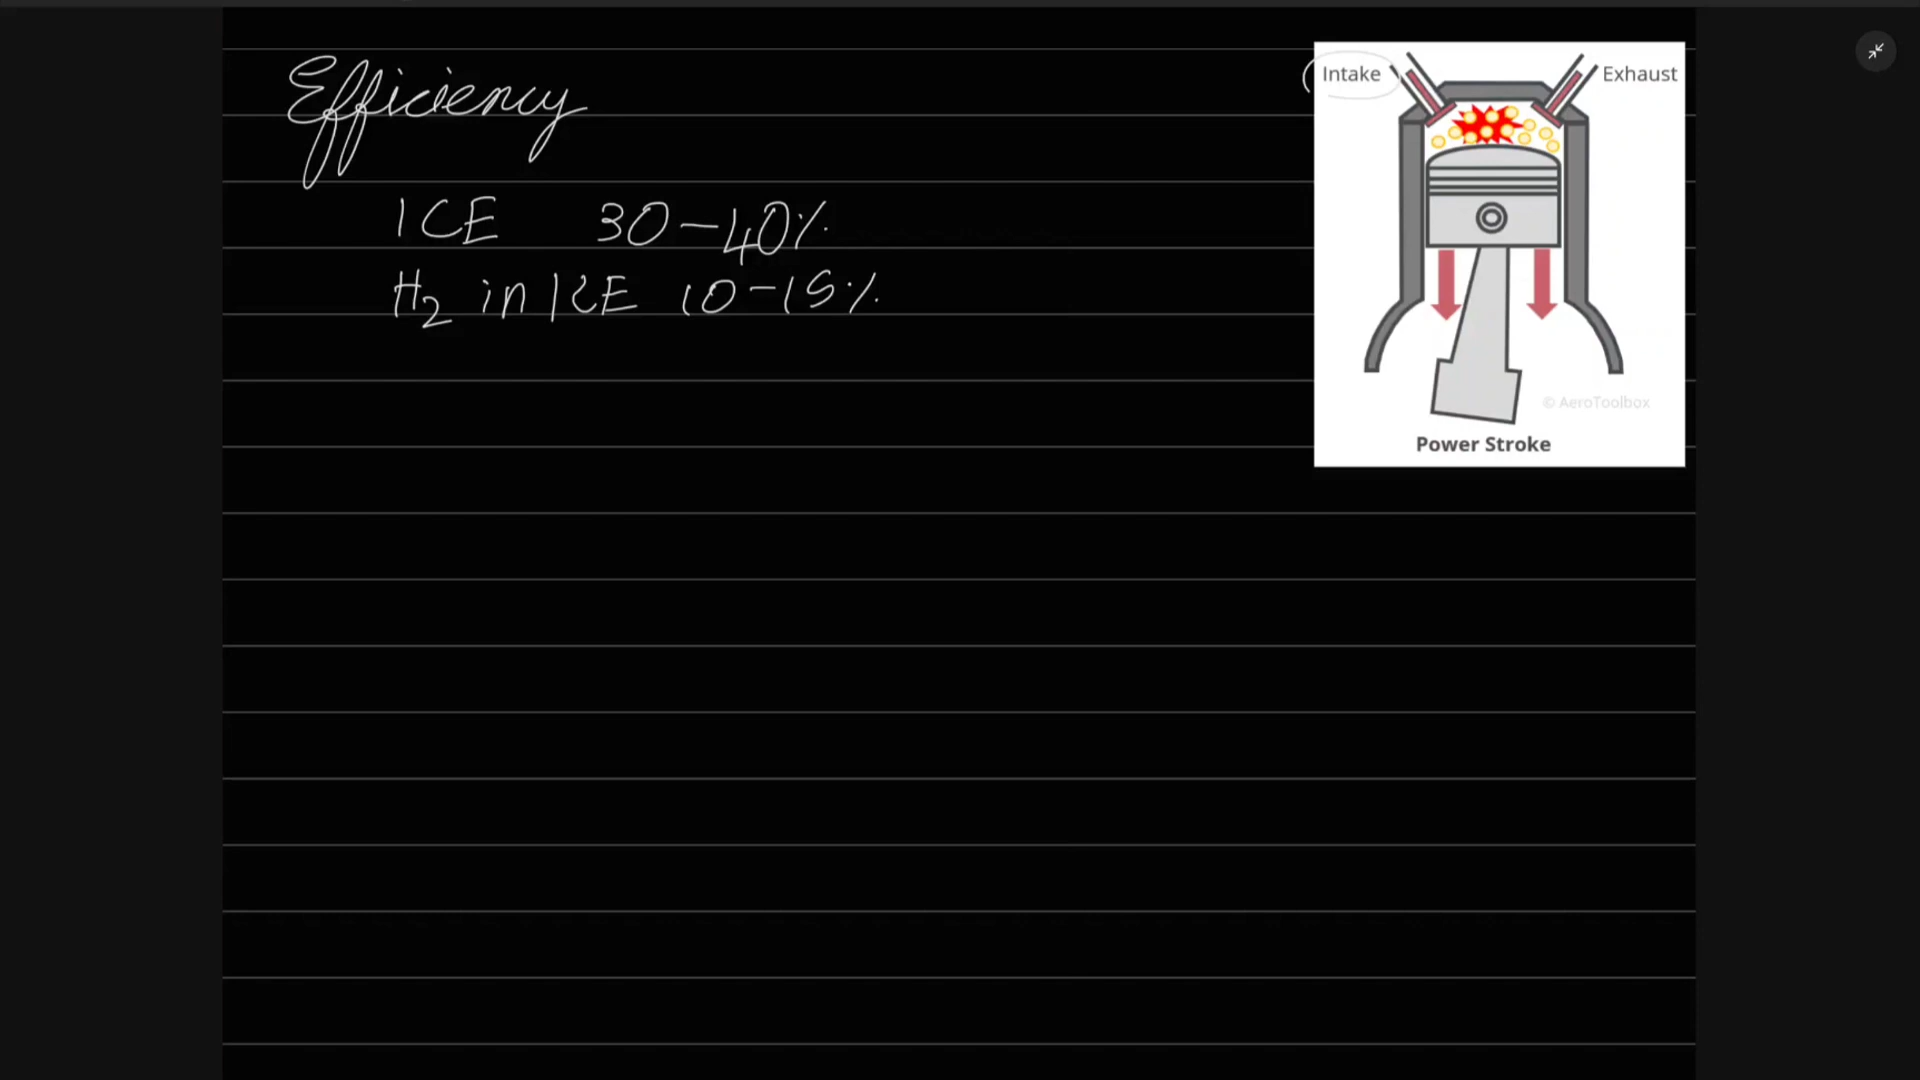 Efficiency
ICE 30-40%
H2 in ICE 10-15%
Intake
Exhaust
© AeroToolbox
Power Stroke